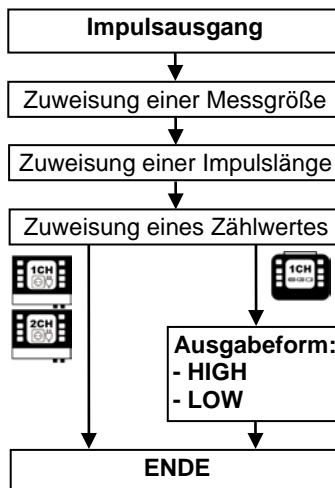 Impulsausgang
Zuweisung einer Messgröße
Zuweisung einer Impulslänge
Zuweisung eines Zählwertes
1CH
2CH
1CH
Ausgabeform:
- HIGH
- LOW
ENDE